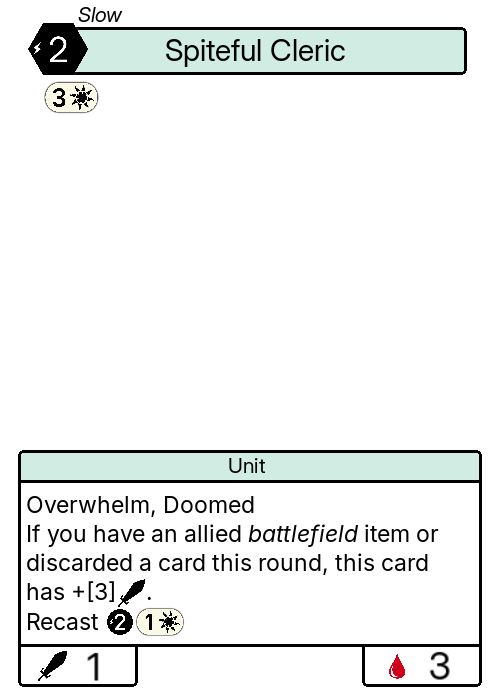 Slow
2 Spiteful Cleric
3
Unit
Overwhelm, Doomed
If you have an allied battlefield item or
discarded a card this round, this card
has +[3].
Recast 2 1
1 3